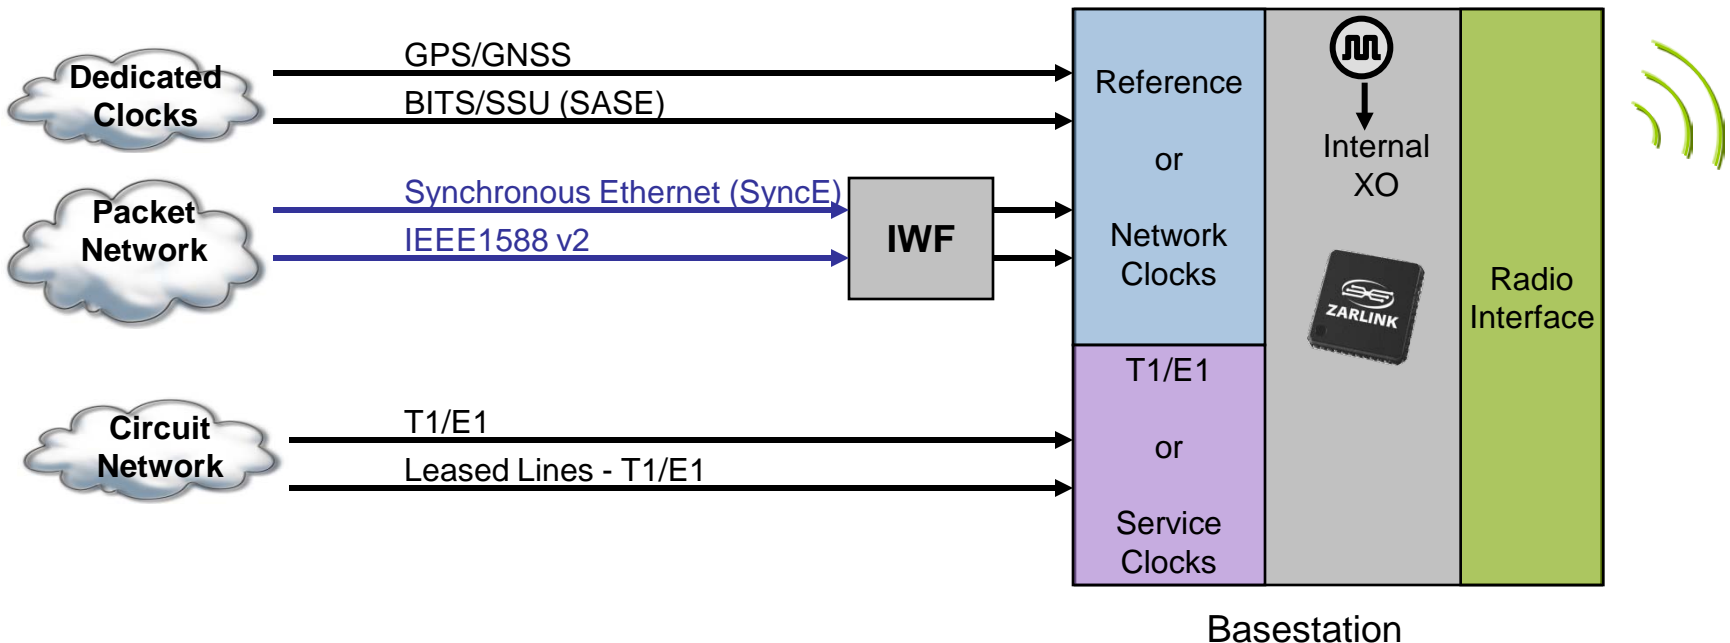 Dedicated
Clocks
GPS/GNSS
BITS/SSU (SASE)
Packet
Network
Synchronous Ethernet (SyncE)
IEEE1588 v2
IWF
Circuit
Network
T1/E1
Leased Lines - T1/E1
Reference
or
Network
Clocks
T1/E1
or
Service
Clocks
Internal
XO
ZARLINK
Radio
Interface
Basestation